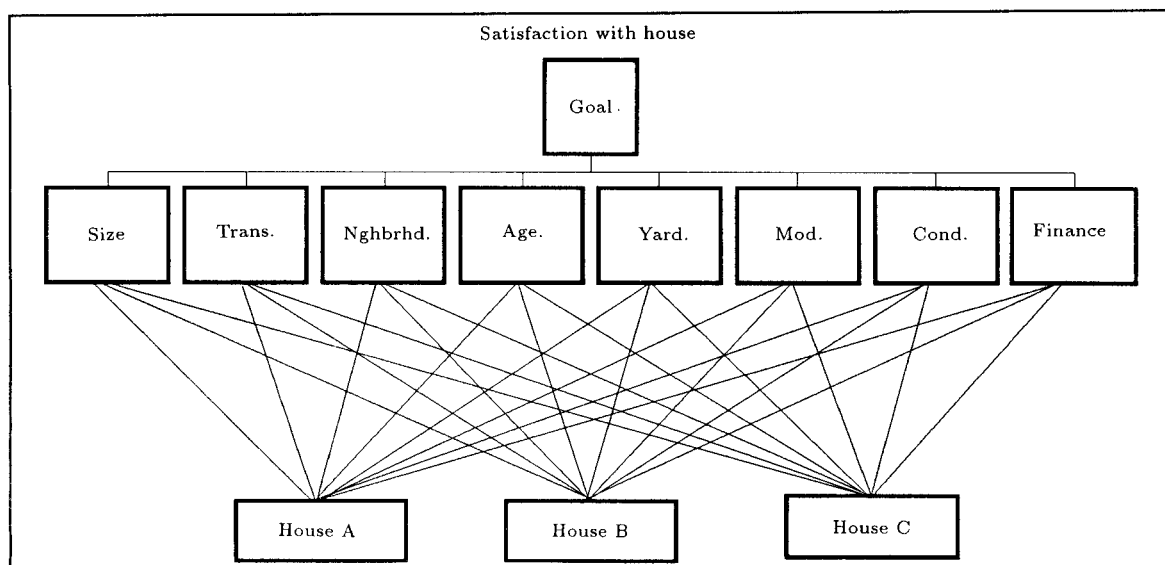 Satisfaction with house
Goal
Size Trans. Nghbrhd. Age. Yard. Mod. Cond. Finance
House A House B House C